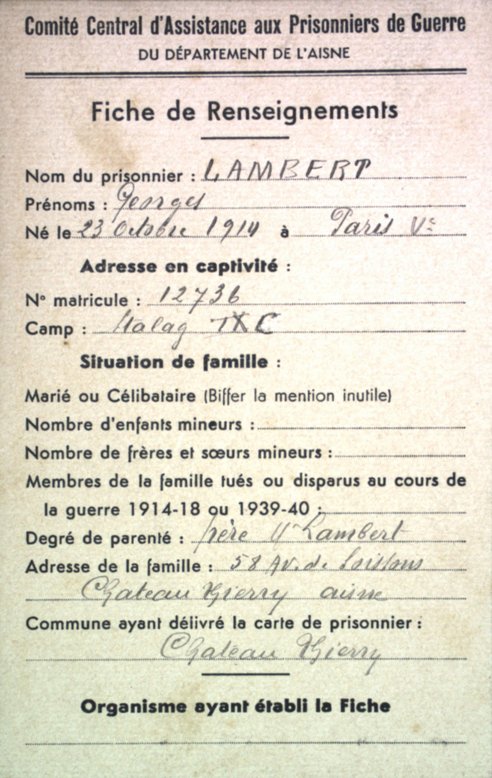 Comité Central d'Assistance aux Prisonniers de Guerre
DU DÉPARTEMENT DE L'AISNE
Fiche de Renseignements
Nom du prisonnier : LAMBERT
Prénoms : Georges
Né le 23 Octobre 1914 à Paris Ve
Adresse en captivité :
N° matricule : 12736
Camp : Stalag IX C
Situation de famille :
Marié ou Célibataire (Biffer la mention inutile)
Nombre d'enfants mineurs :
Nombre de frères et sœurs mineurs :
Membres de la famille tués ou disparus au cours de
la guerre 1914-18 ou 1939-40 :
Degré de parenté : Lambert
Adresse de la famille : 58 Av. de Soissons
Chateau Thierry aisne
Commune ayant délivré la carte de prisonnier :
Chateau Thierry
Organisme ayant établi la Fiche